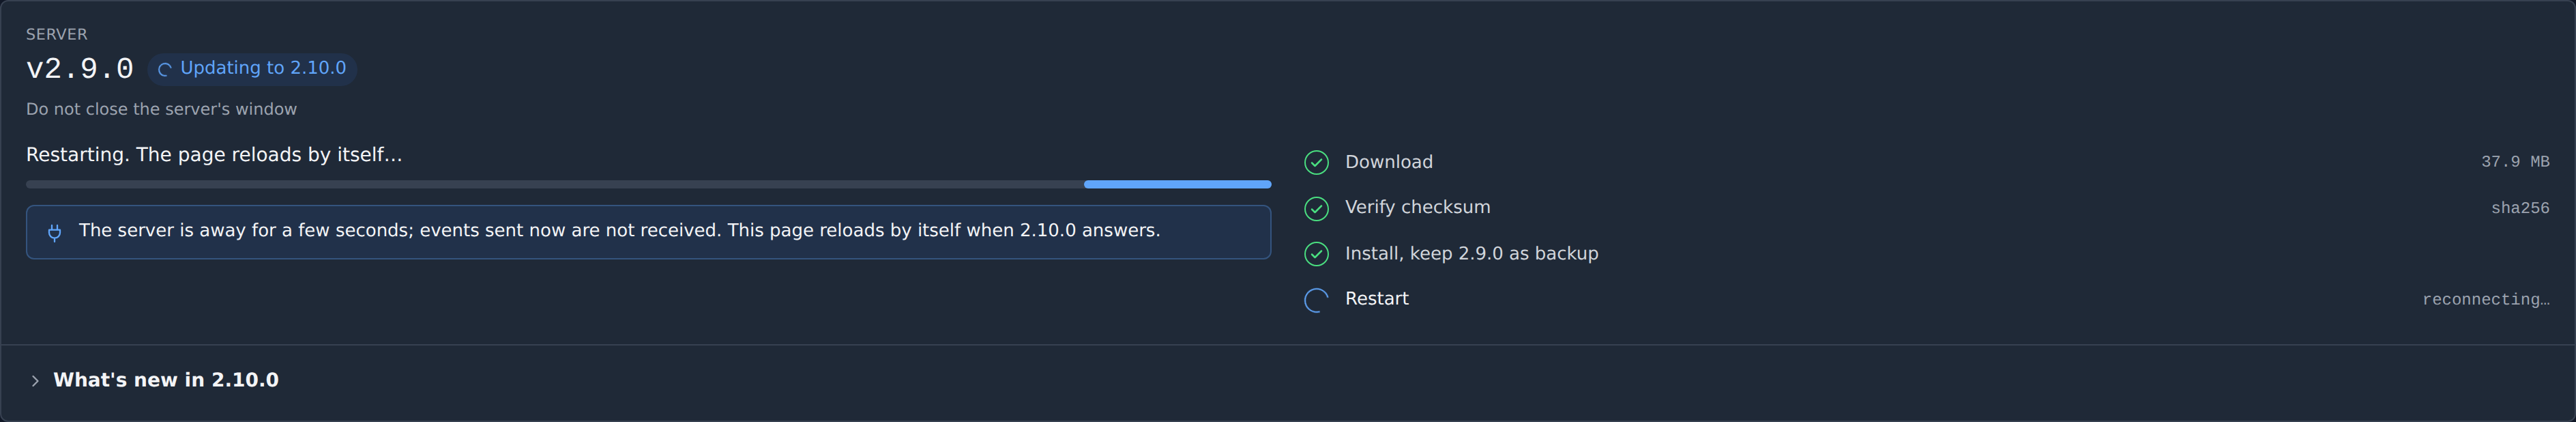 SERVER
v2.9.0 Updating to 2.10.0
Do not close the server's window
Restarting. The page reloads by itself…
The server is away for a few seconds; events sent now are not received. This page reloads by itself when 2.10.0 answers.
Download 37.9 MB
Verify checksum sha256
Install, keep 2.9.0 as backup
Restart reconnecting…
What's new in 2.10.0